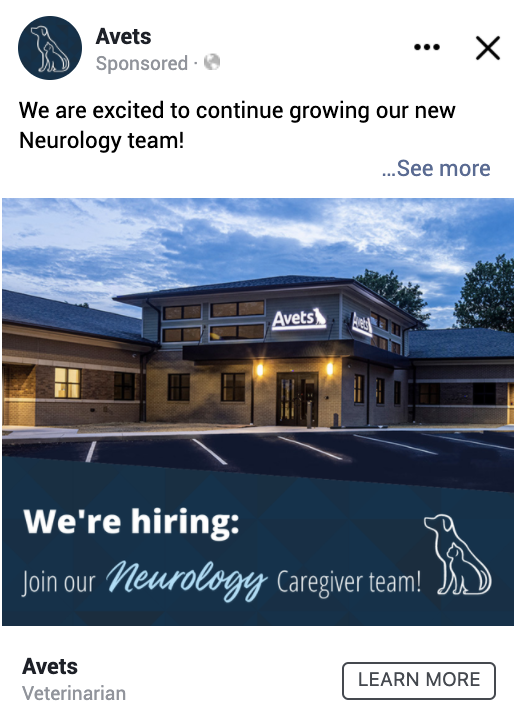 Avets
Sponsored ·
We are excited to continue growing our new
Neurology team!
...See more
Avets
Avets
We're hiring:
Join our Neurology Caregiver team!
Avets
Veterinarian
LEARN MORE